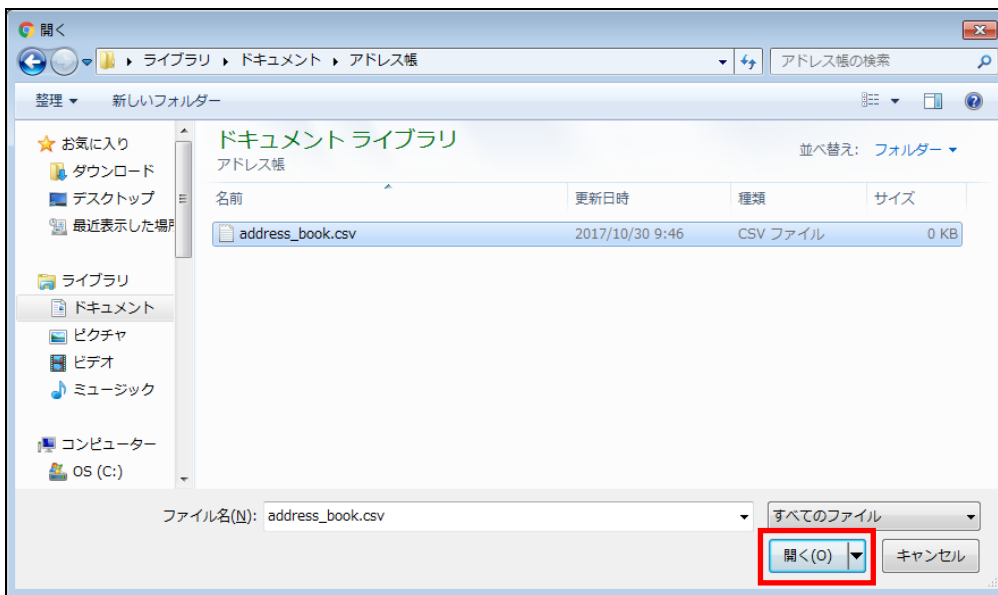 開く
ライブラリ ドキュメント アドレス帳
アドレス帳の検索
整理 新しいフォルダー
お気に入り
ダウンロード
デスクトップ
最近表示した場所
ライブラリ
ドキュメント
ピクチャ
ビデオ
ミュージック
コンピューター
OS (C:)
ドキュメント ライブラリ
アドレス帳
並べ替え: フォルダー
名前 更新日時 種類 サイズ
address_book.csv 2017/10/30 9:46 CSV ファイル 0 KB
ファイル名(N): address_book.csv
すべてのファイル
開く(O) キャンセル